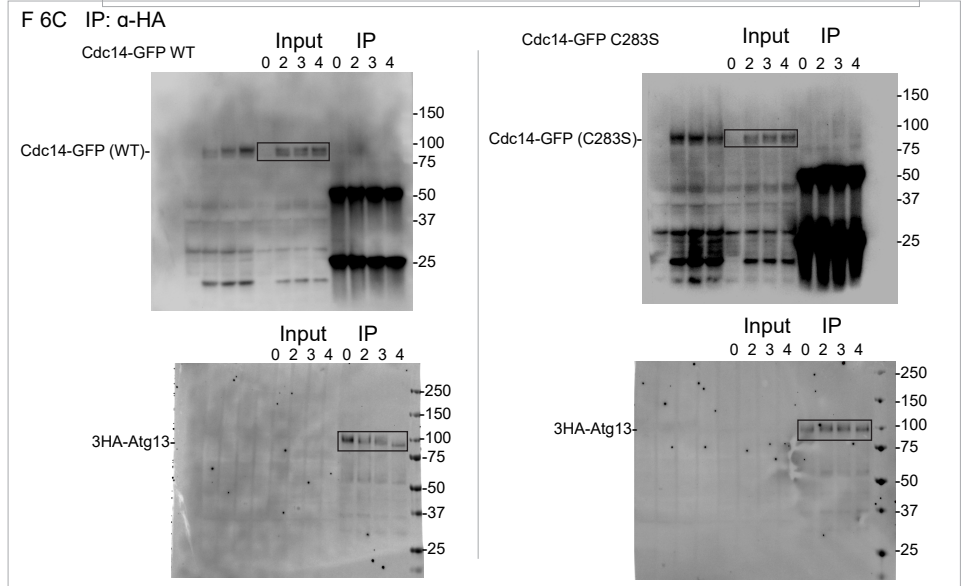 F 6C IP: α-HA
Cdc14-GFP WT
Input IP
0 2 3 4 0 2 3 4
-150
-100
-75
-50
-37
-25
Cdc14-GFP (WT)-
Cdc14-GFP C283S
Input IP
0 2 3 4 0 2 3 4
-150
-100
-75
-50
-37
-25
Cdc14-GFP (C283S)-
Input IP
0 2 3 4 0 2 3 4
-250
-150
-100
-75
-50
-37
-25
3HA-Atg13-
Input IP
0 2 3 4 0 2 3 4
-250
-150
-100
-75
-50
-37
-25
3HA-Atg13-